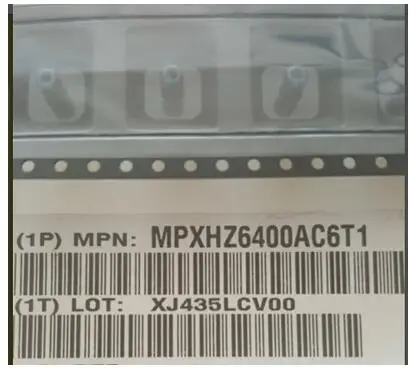 (1P) MPN: MPXHZ6400AC6T1
(1T) LOT: XJ435LCV00